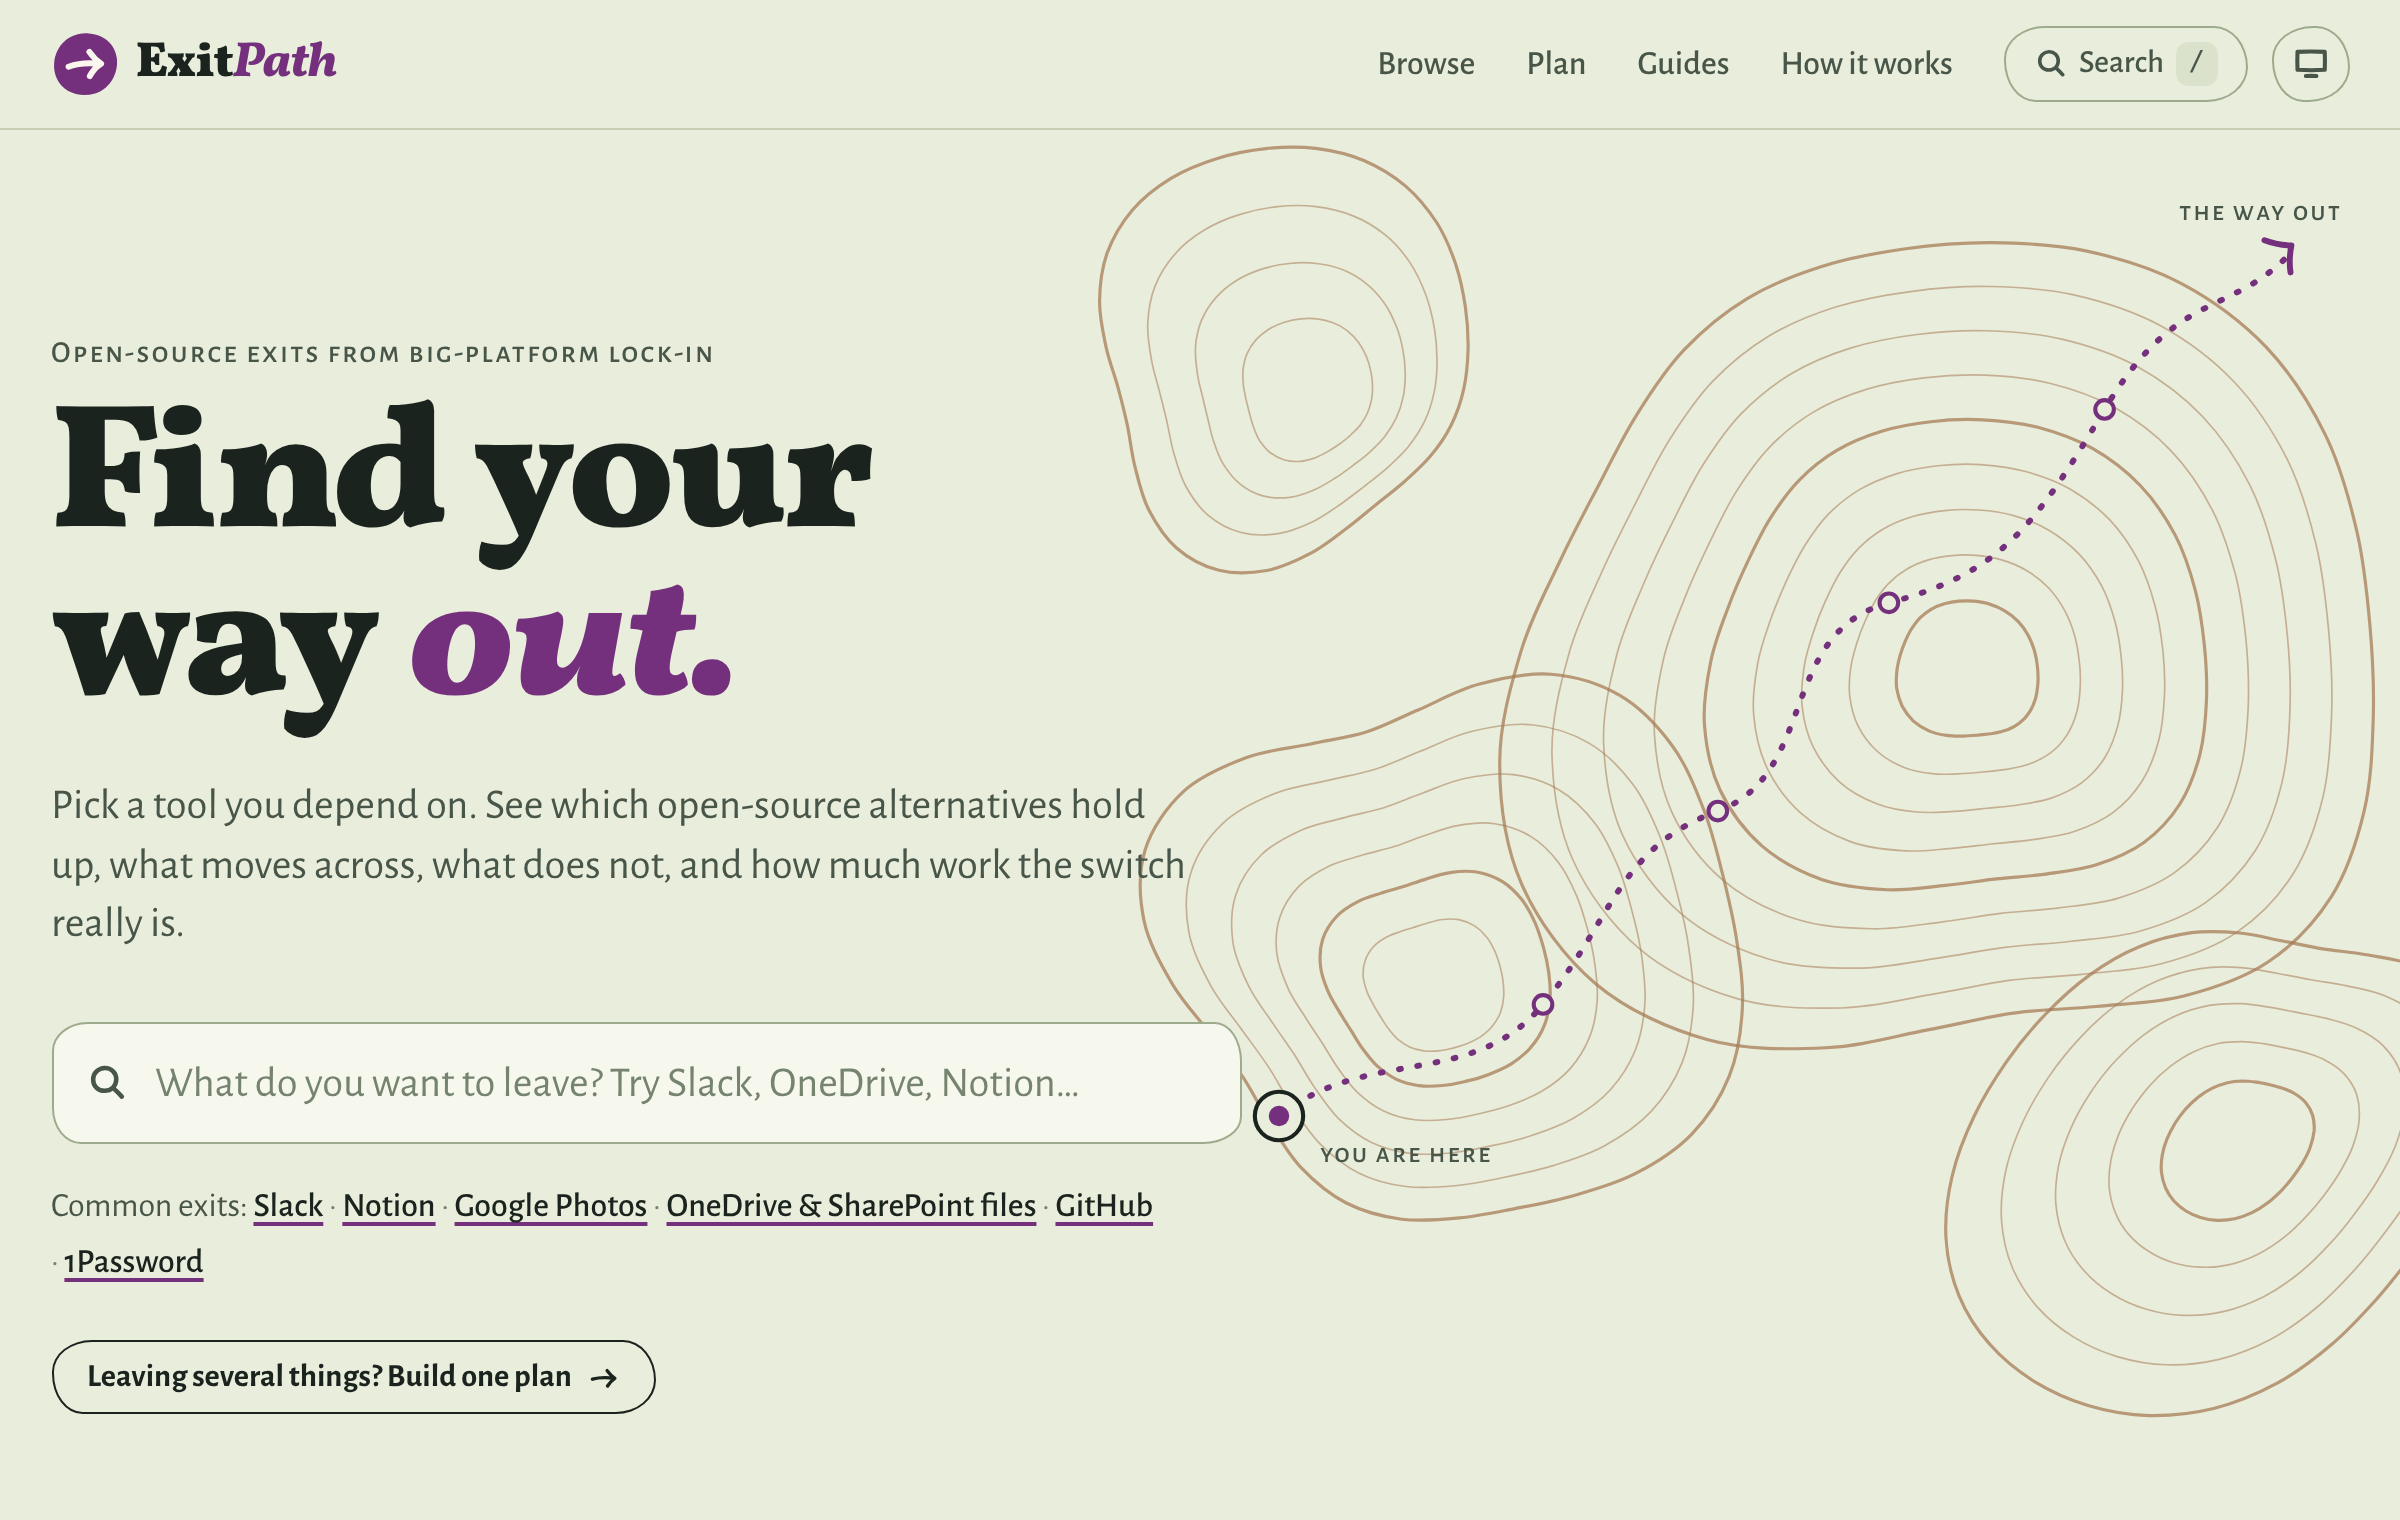 ExitPath
Browse Plan Guides How it works Search /
THE WAY OUT
OPEN-SOURCE EXITS FROM BIG-PLATFORM LOCK-IN
Find your
way out.
Pick a tool you depend on. See which open-source alternatives hold
up, what moves across, what does not, and how much work the switch
really is.
What do you want to leave? Try Slack, OneDrive, Notion…
YOU ARE HERE
Common exits: Slack · Notion · Google Photos · OneDrive & SharePoint files · GitHub
· 1Password
Leaving several things? Build one plan →